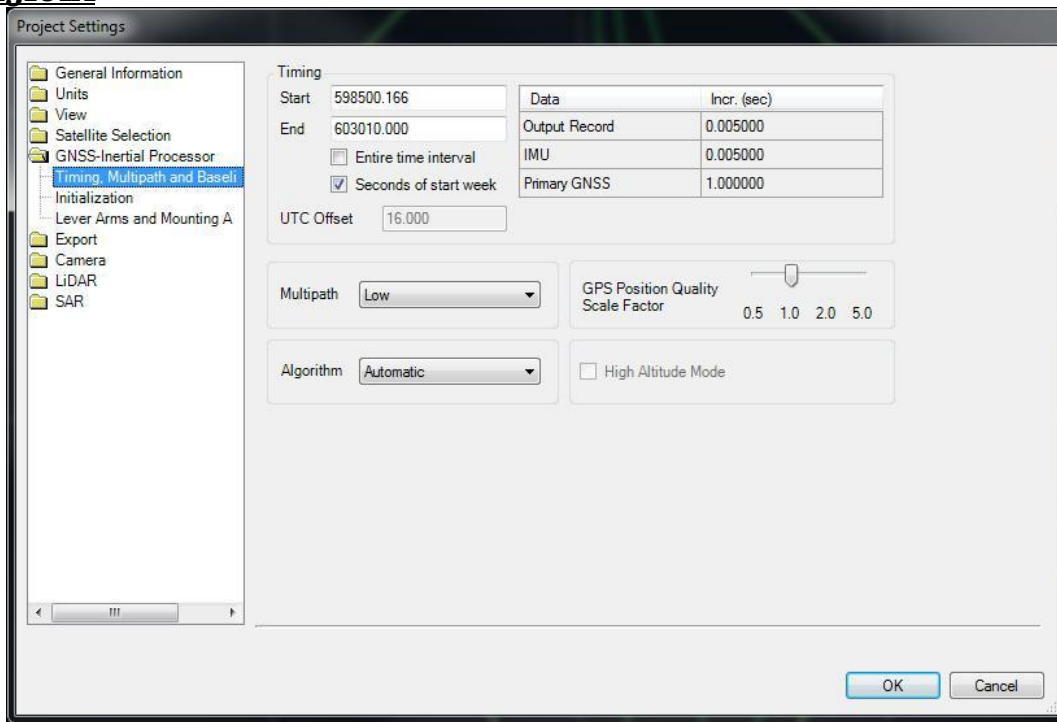 Project Settings
General Information
Units
View
Satellite Selection
GNSS-Inertial Processor
Timing, Multipath and Baseli
Initialization
Lever Arms and Mounting A
Export
Camera
LiDAR
SAR
Timing
Start 598500.166
End 603010.000
Entire time interval
Seconds of start week
UTC Offset 16.000
Data Incr. (sec)
Output Record 0.005000
IMU 0.005000
Primary GNSS 1.000000
Multipath Low
GPS Position Quality
Scale Factor
0.5 1.0 2.0 5.0
Algorithm Automatic
High Altitude Mode
OK Cancel